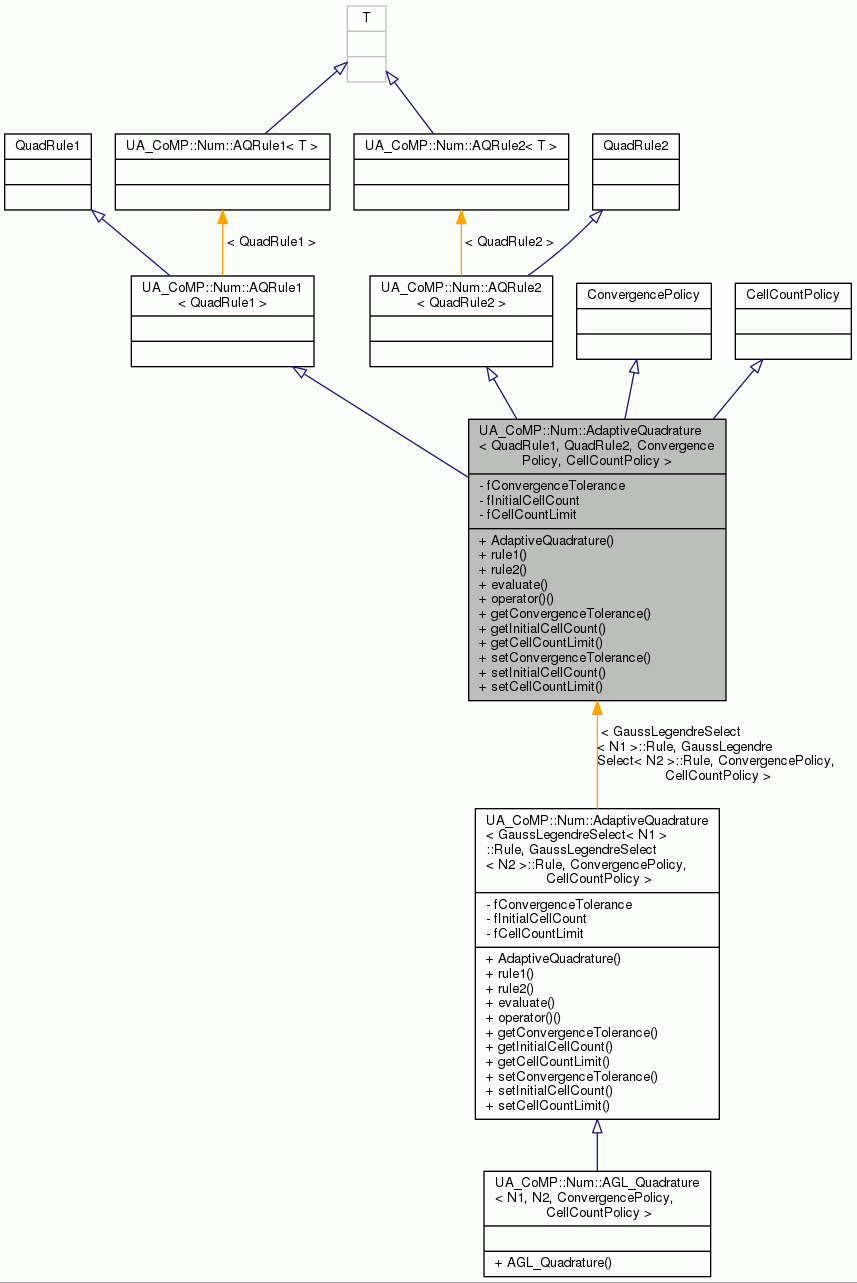 T
QuadRule1
UA_CoMP::Num::AQRule1< T >
UA_CoMP::Num::AQRule2< T >
QuadRule2
< QuadRule1 >
< QuadRule2 >
UA_CoMP::Num::AQRule1
< QuadRule1 >
UA_CoMP::Num::AQRule2
< QuadRule2 >
ConvergencePolicy
CellCountPolicy
UA_CoMP::Num::AdaptiveQuadrature
< QuadRule1, QuadRule2, Convergence
Policy, CellCountPolicy >
- fConvergenceTolerance
- fInitialCellCount
- fCellCountLimit
+ AdaptiveQuadrature()
+ rule1()
+ rule2()
+ evaluate()
+ operator()()
+ getConvergenceTolerance()
+ getInitialCellCount()
+ getCellCountLimit()
+ setConvergenceTolerance()
+ setInitialCellCount()
+ setCellCountLimit()
< GaussLegendreSelect
< N1 >::Rule, GaussLegendre
Select< N2 >::Rule, ConvergencePolicy,
CellCountPolicy >
UA_CoMP::Num::AdaptiveQuadrature
< GaussLegendreSelect< N1 >
::Rule, GaussLegendreSelect
< N2 >::Rule, ConvergencePolicy,
CellCountPolicy >
- fConvergenceTolerance
- fInitialCellCount
- fCellCountLimit
+ AdaptiveQuadrature()
+ rule1()
+ rule2()
+ evaluate()
+ operator()()
+ getConvergenceTolerance()
+ getInitialCellCount()
+ getCellCountLimit()
+ setConvergenceTolerance()
+ setInitialCellCount()
+ setCellCountLimit()
UA_CoMP::Num::AGL_Quadrature
< N1, N2, ConvergencePolicy,
CellCountPolicy >
+ AGL_Quadrature()